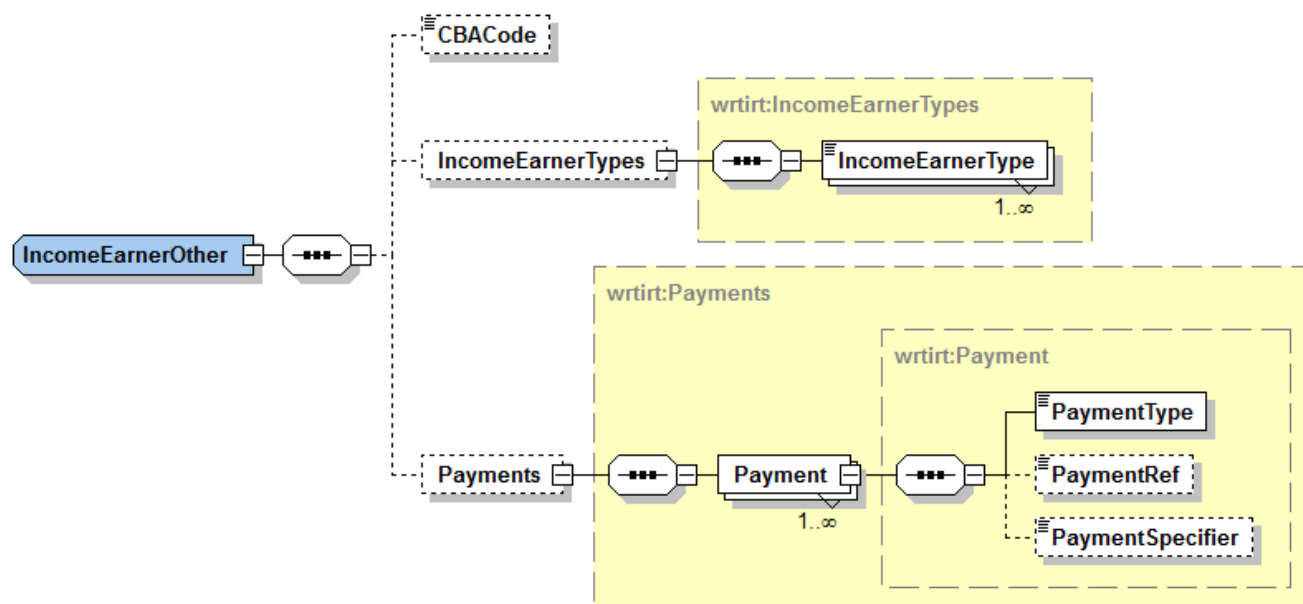 CBACode
wrtirt:IncomeEarnerTypes
IncomeEarnerTypes
IncomeEarnerType
1..∞
IncomeEarnerOther
wrtirt:Payments
wrtirt:Payment
PaymentType
Payments
Payment
1..∞
PaymentRef
PaymentSpecifier